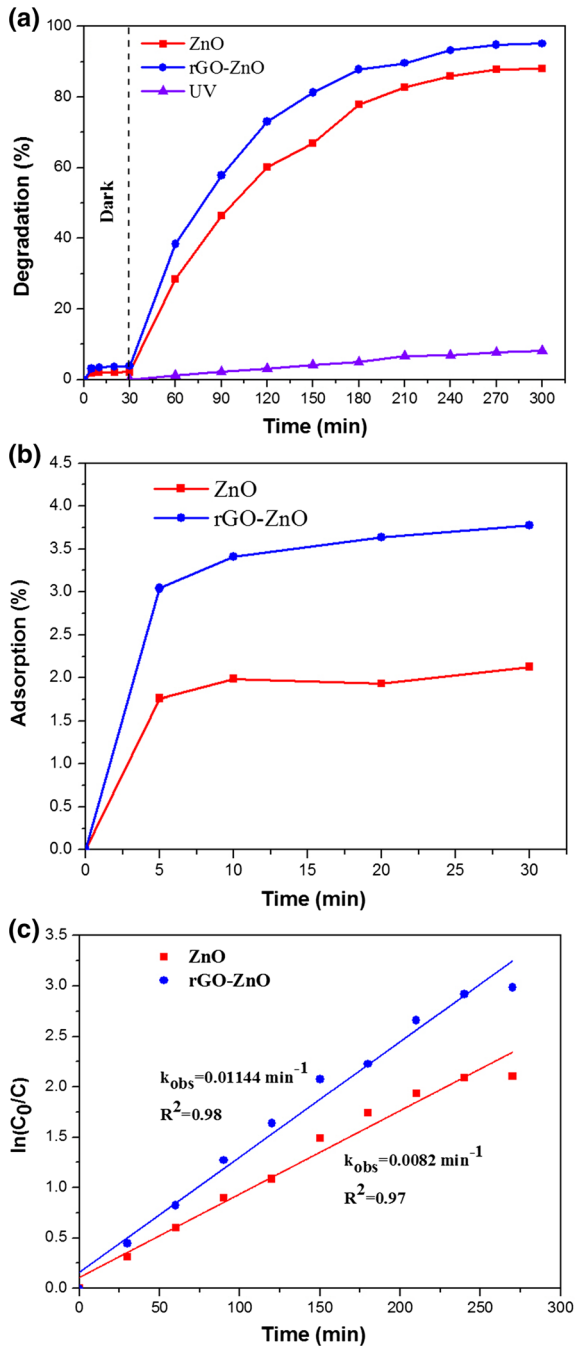 (a)
ZnO
rGO-ZnO
UV
Dark
Degradation (%)
100
80
60
40
20
0
0 30 60 90 120 150 180 210 240 270 300
Time (min)
(b)
ZnO
rGO-ZnO
Adsorption (%)
4.5
4.0
3.5
3.0
2.5
2.0
1.5
1.0
0.5
0.0
0 5 10 15 20 25 30
Time (min)
(c)
ZnO
rGO-ZnO
ln(C0/C)
3.5
3.0
2.5
2.0
1.5
1.0
0.5
0.0
kobs=0.01144 min-1
R2=0.98
kobs=0.0082 min-1
R2=0.97
0 50 100 150 200 250 300
Time (min)